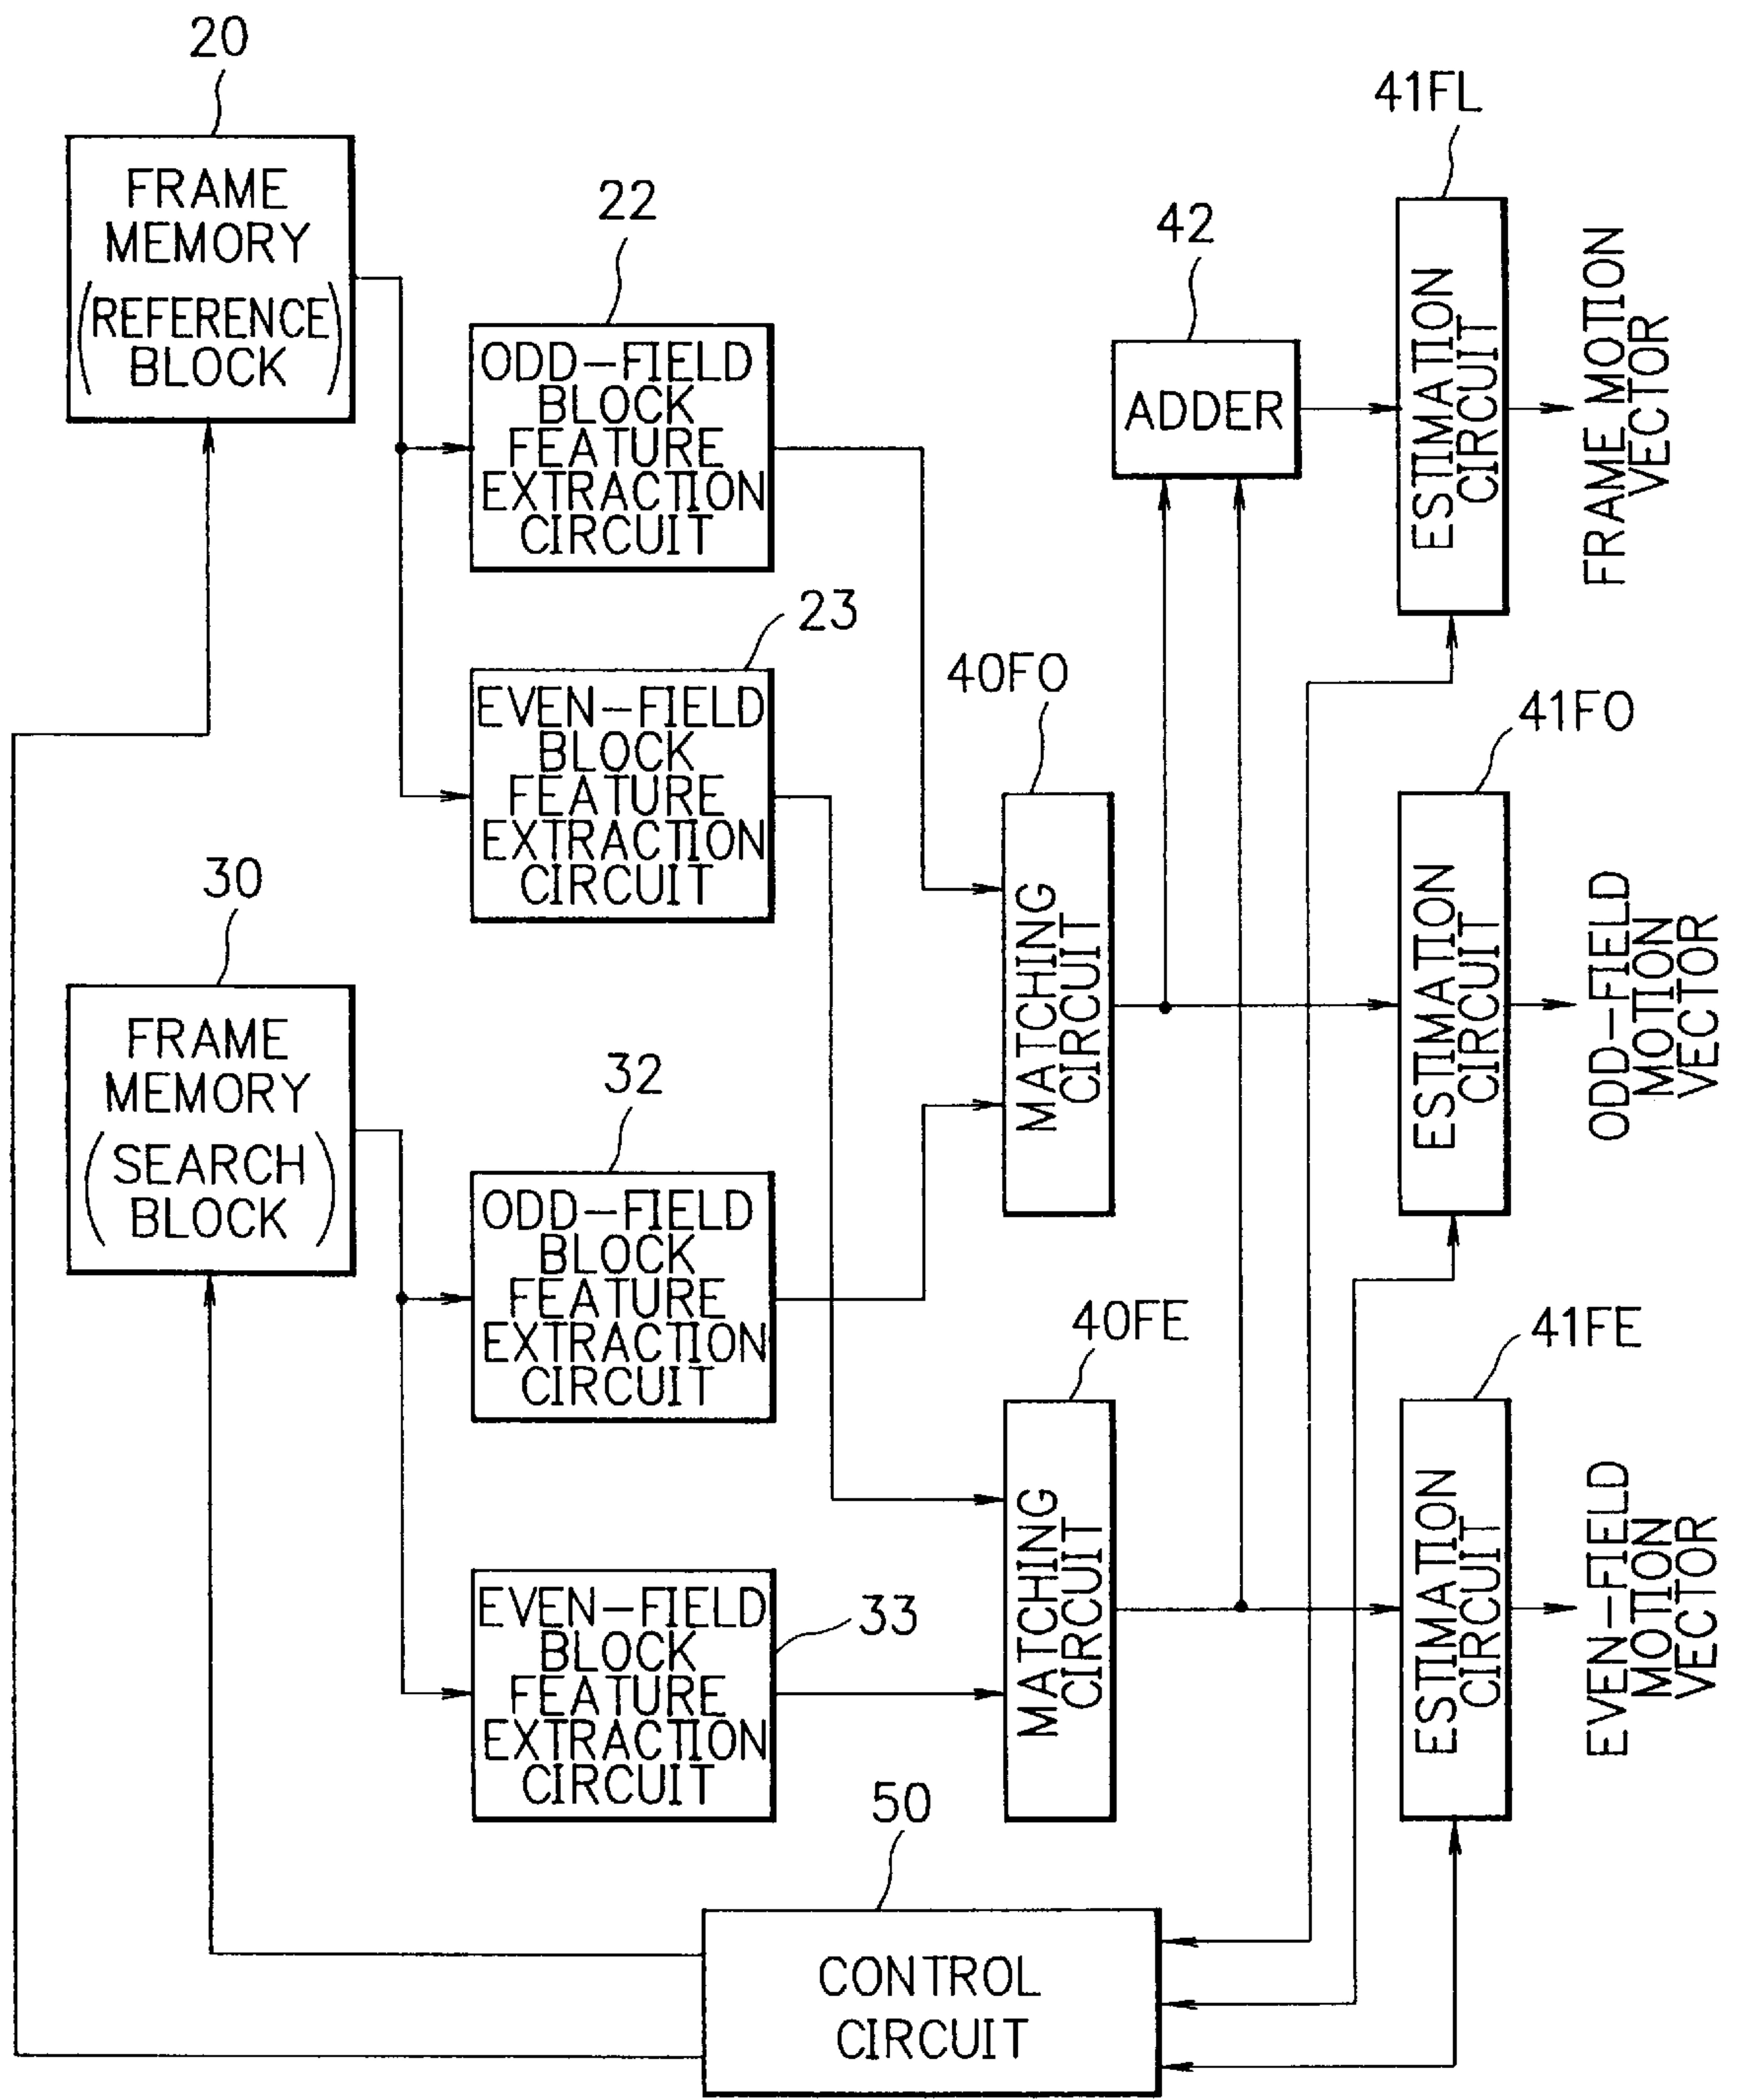 20
FRAME
MEMORY
(REFERENCE
BLOCK)
22
ODD-FIELD
BLOCK
FEATURE
EXTRACTION
CIRCUIT
23
EVEN-FIELD
BLOCK
FEATURE
EXTRACTION
CIRCUIT
30
FRAME
MEMORY
(SEARCH
BLOCK)
32
ODD-FIELD
BLOCK
FEATURE
EXTRACTION
CIRCUIT
33
EVEN-FIELD
BLOCK
FEATURE
EXTRACTION
CIRCUIT
40FO
MATCHING
CIRCUIT
40FE
MATCHING
CIRCUIT
42
ADDER
41FL
ESTIMATION
CIRCUIT
FRAME MOTION
VECTOR
41FO
ESTIMATION
CIRCUIT
ODD-FIELD
MOTION
VECTOR
41FE
ESTIMATION
CIRCUIT
EVEN-FIELD
MOTION
VECTOR
50
CONTROL
CIRCUIT